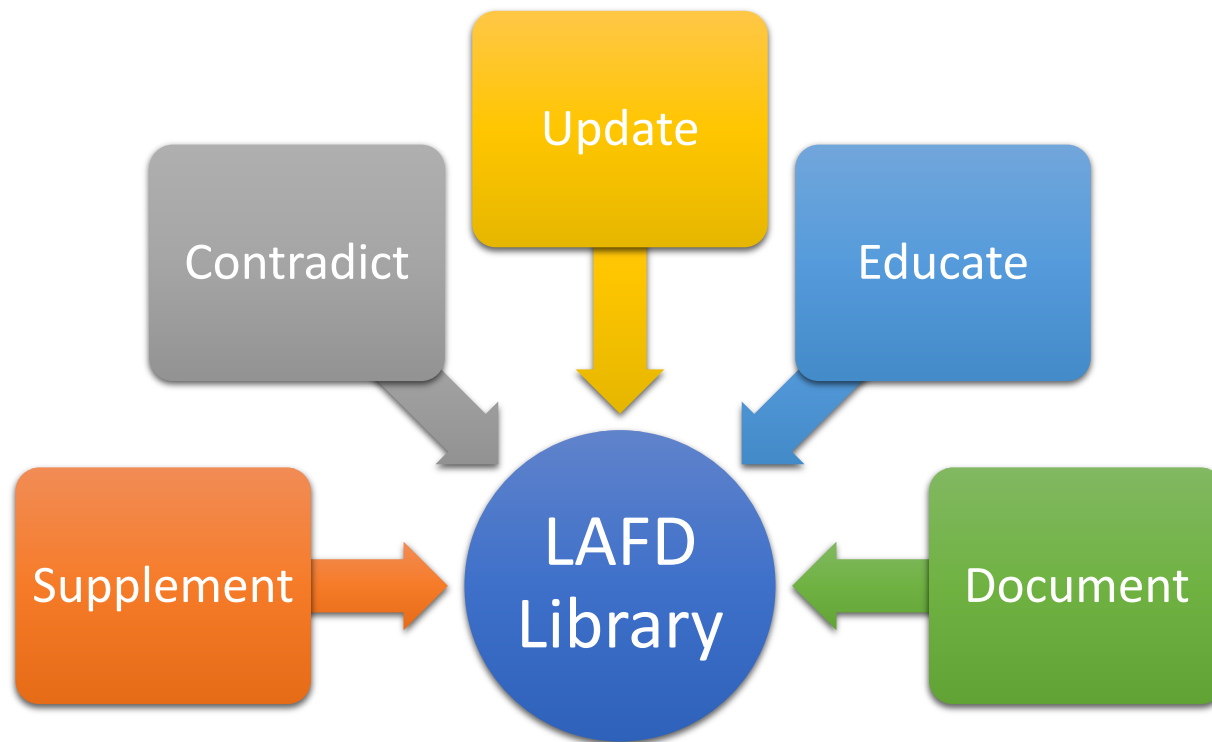 Update
Contradict
Educate
LAFD
Library
Supplement
Document